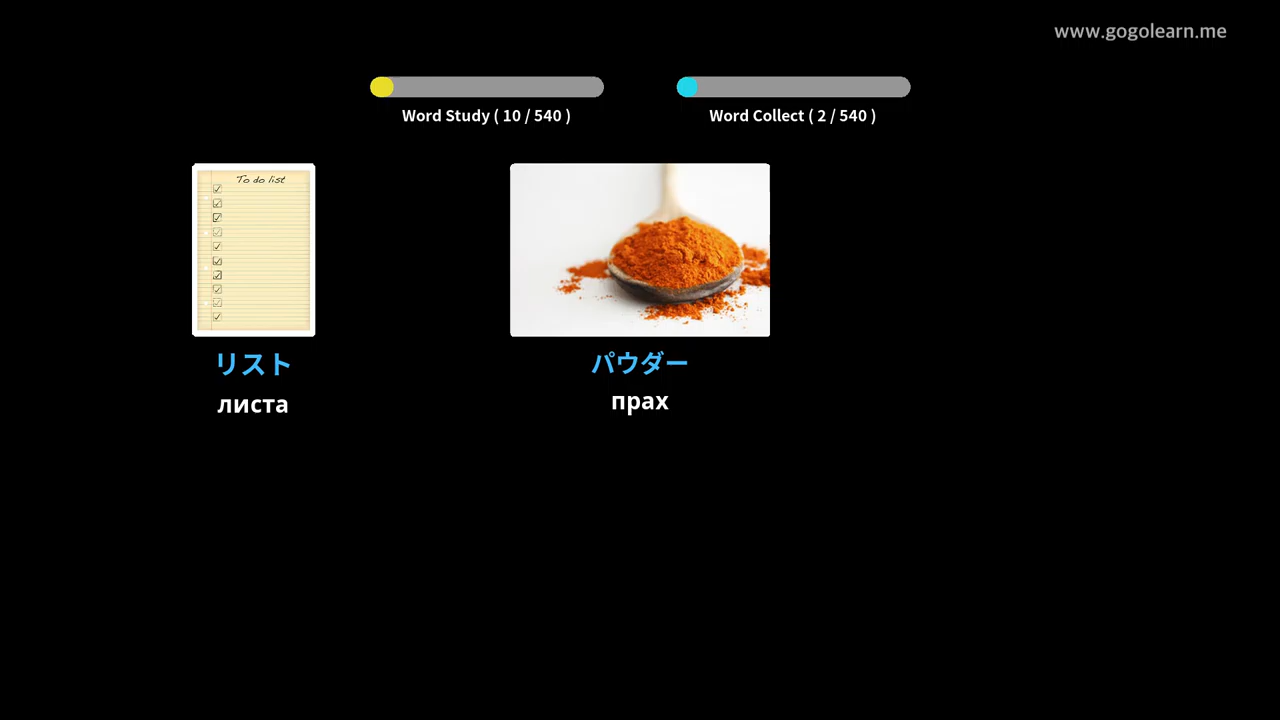 www.gogolearn.me
Word Study ( 10 / 540 )
Word Collect ( 2 / 540 )
To do list
リスト
листа
パウダー
прах